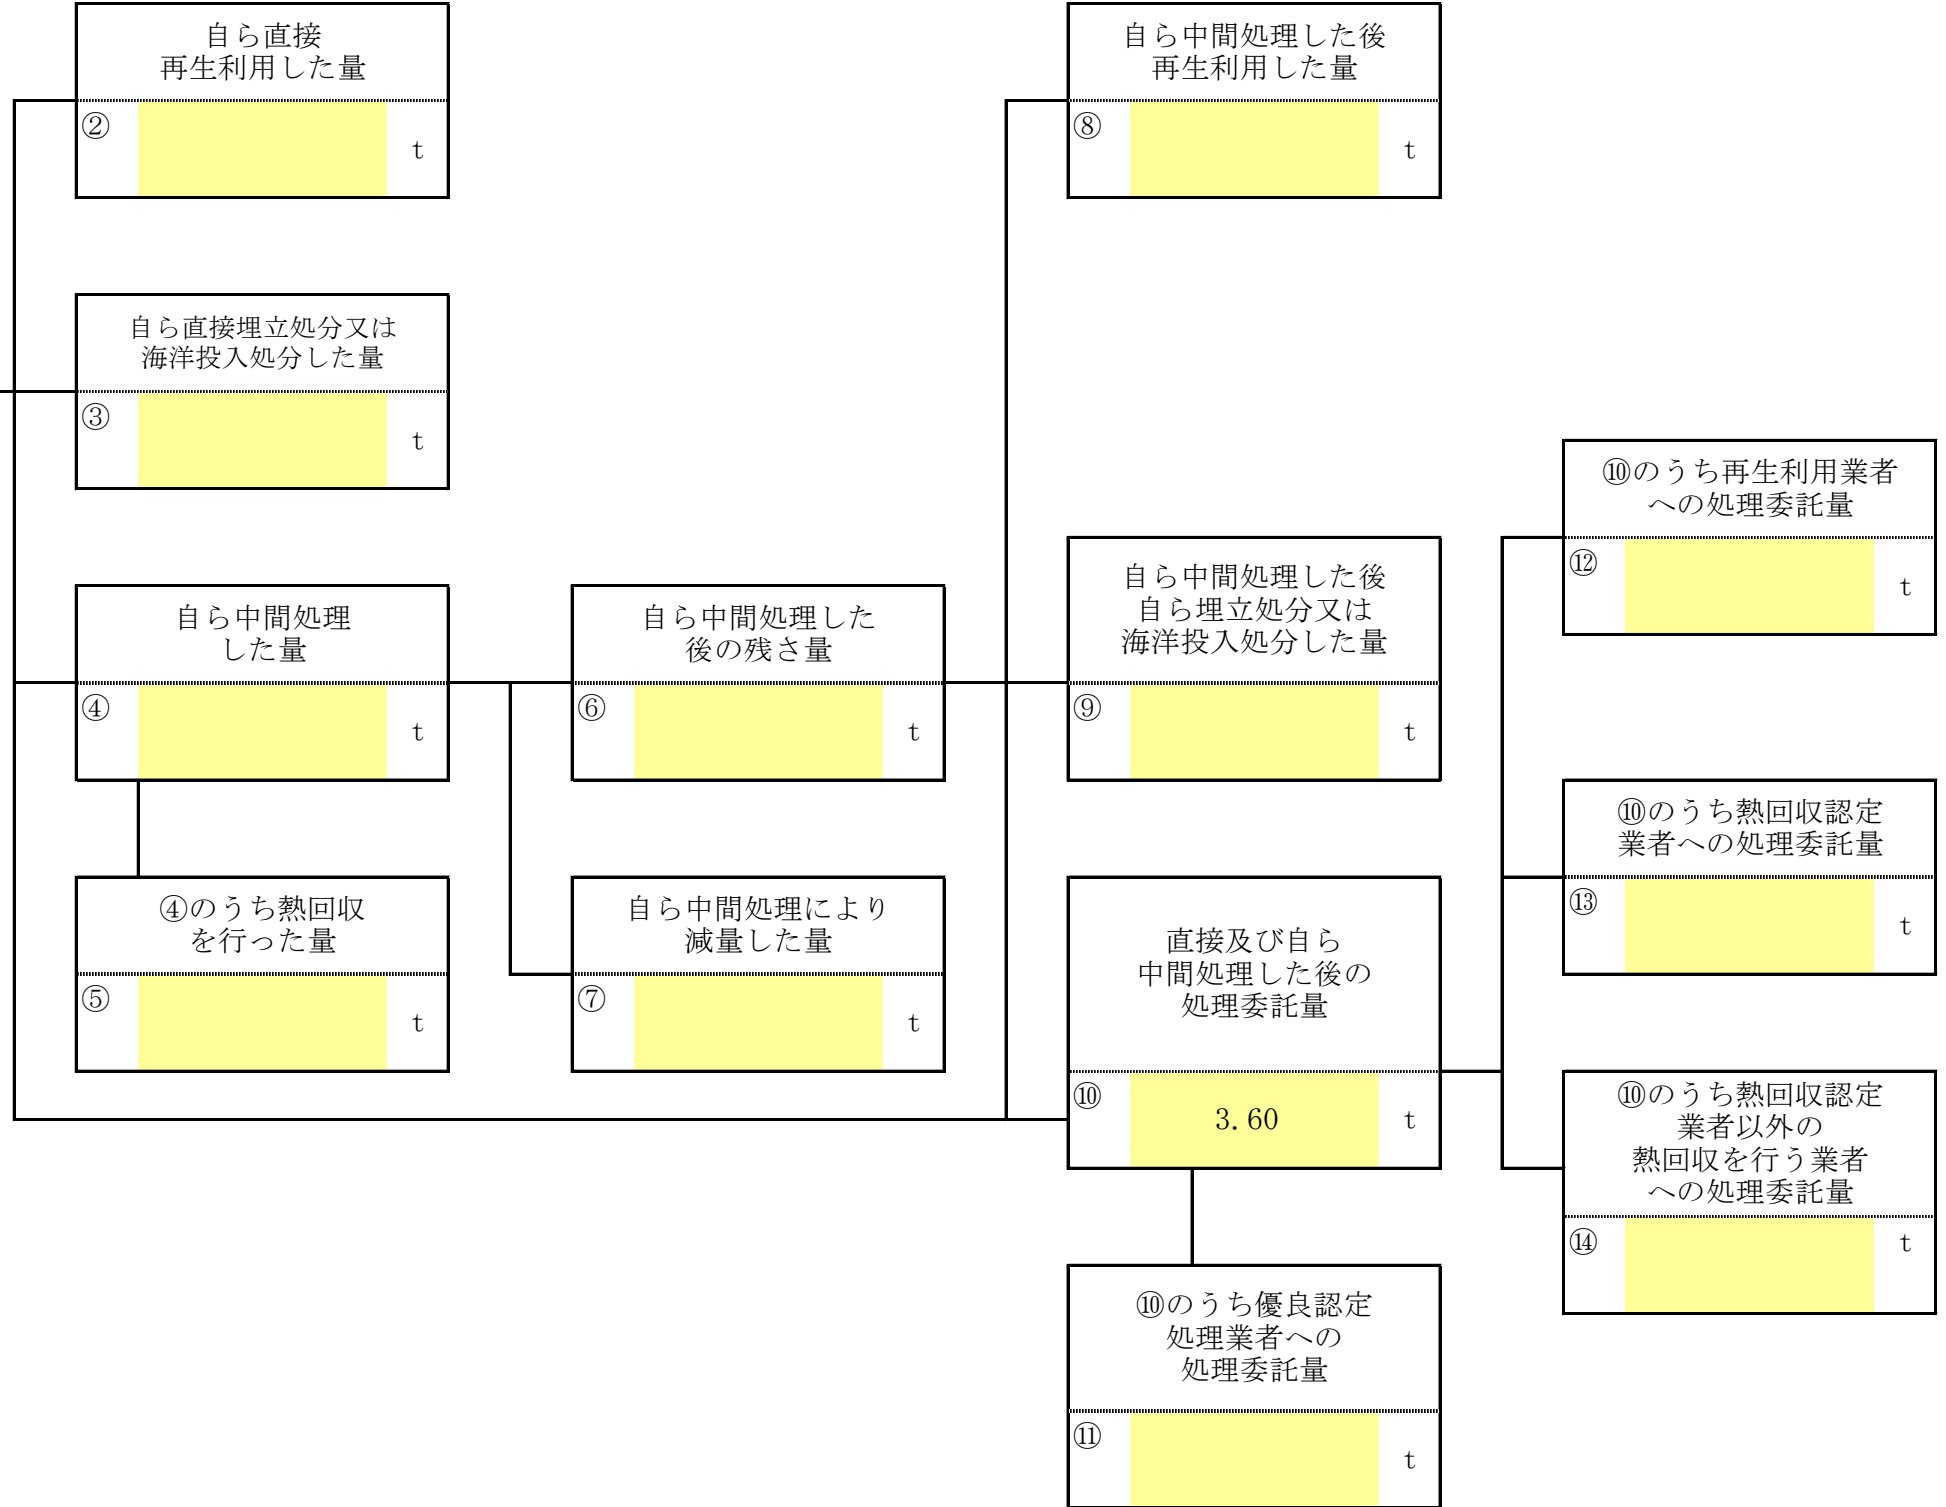 自ら直接
再生利用した量
②
t
自ら中間処理した後
再生利用した量
⑧
t
自ら直接埋立処分又は
海洋投入処分した量
③
t
⑩のうち再生利用業者
への処理委託量
⑫
t
自ら中間処理
した量
④
t
自ら中間処理した
後の残さ量
⑥
t
自ら中間処理した後
自ら埋立処分又は
海洋投入処分した量
⑨
t
⑩のうち熱回収認定
業者への処理委託量
⑬
t
④のうち熱回収
を行った量
⑤
t
自ら中間処理により
減量した量
⑦
t
直接及び自ら
中間処理した後の
処理委託量
⑩
3.60
t
⑩のうち熱回収認定
業者以外の
熱回収を行う業者
への処理委託量
⑭
t
⑩のうち優良認定
処理業者への
処理委託量
⑪
t